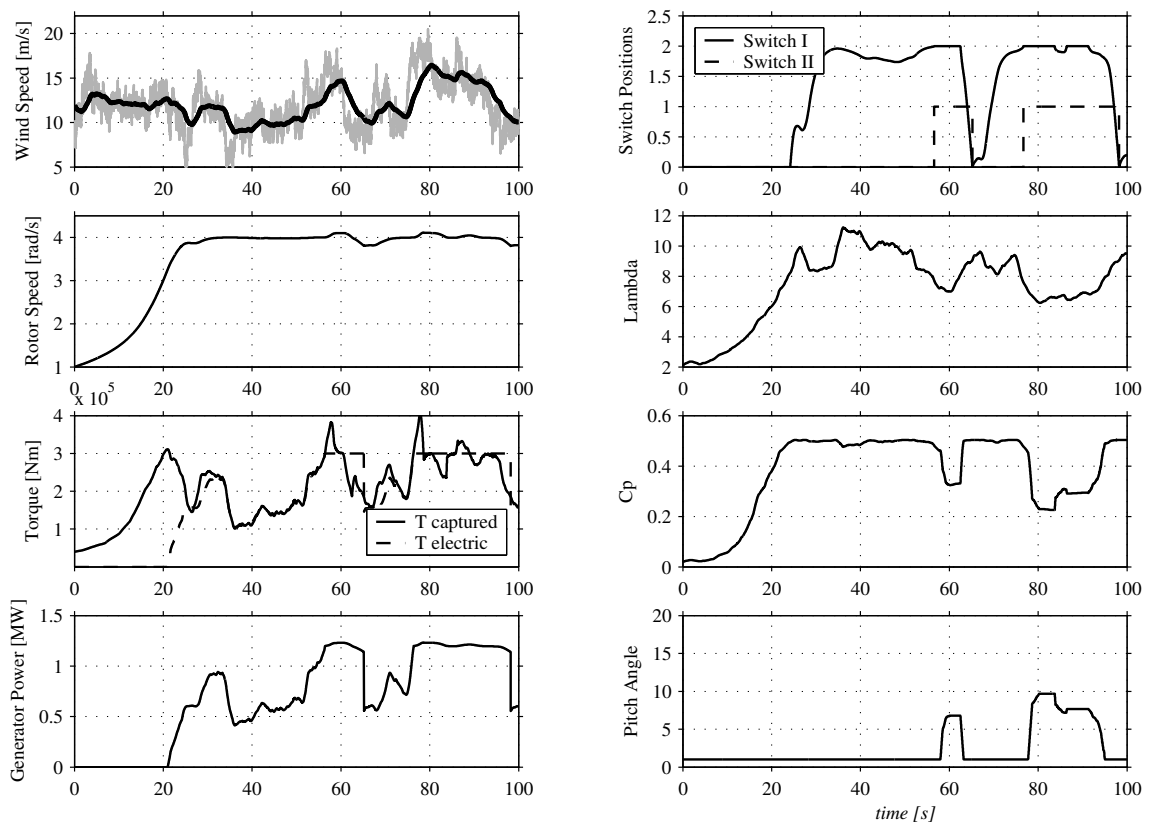 Wind Speed [m/s]
20
15
10
5
0 20 40 60 80 100
Rotor Speed [rad/s]
4
3
2
1
0 20 40 60 80 100
x 10^5
Torque [Nm]
4
3
2
1
T captured
T electric
0 20 40 60 80 100
Generator Power [MW]
1.5
1
0.5
0
0 20 40 60 80 100
Switch Positions
2.5
2
1.5
1
0.5
0
Switch I
Switch II
0 20 40 60 80 100
Lambda
12
10
8
6
4
2
0 20 40 60 80 100
Cp
0.6
0.4
0.2
0
0 20 40 60 80 100
Pitch Angle
20
15
10
5
0
0 20 40 60 80 100
time [s]